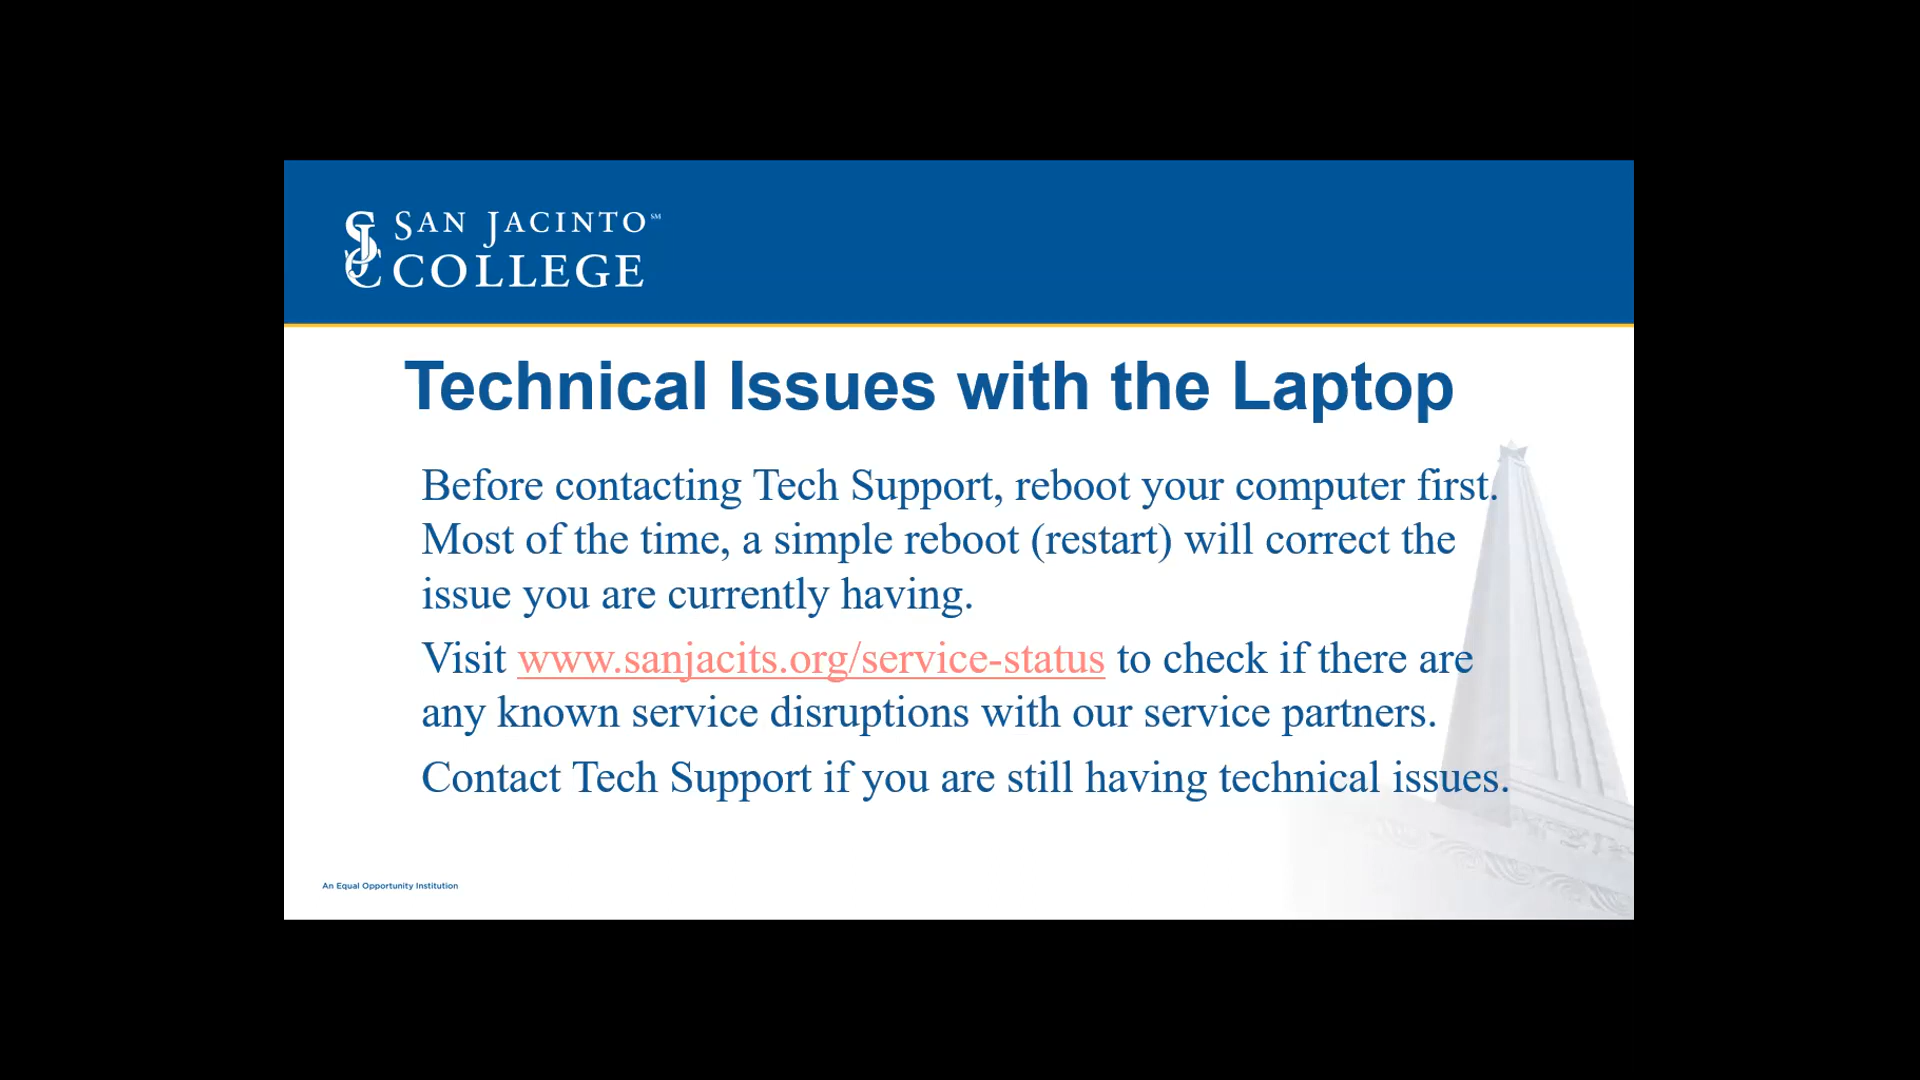 SAN JACINTO℠
COLLEGE
Technical Issues with the Laptop
Before contacting Tech Support, reboot your computer first.
Most of the time, a simple reboot (restart) will correct the
issue you are currently having.
Visit www.sanjacits.org/service-status to check if there are
any known service disruptions with our service partners.
Contact Tech Support if you are still having technical issues.
An Equal Opportunity Institution